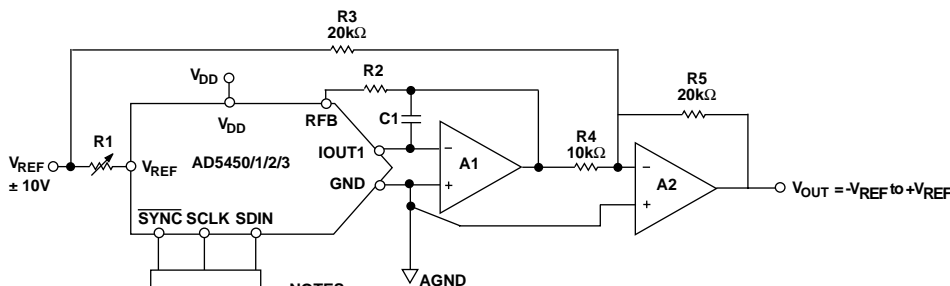 R3
20kΩ
R2
R5
20kΩ
VDD
VDD
RFB
C1
R1
R4
10kΩ
VREF
± 10V
VREF
AD5450/1/2/3
IOUT1
GND
A1
A2
VOUT = -VREF to +VREF
SYNC SCLK SDIN
AGND